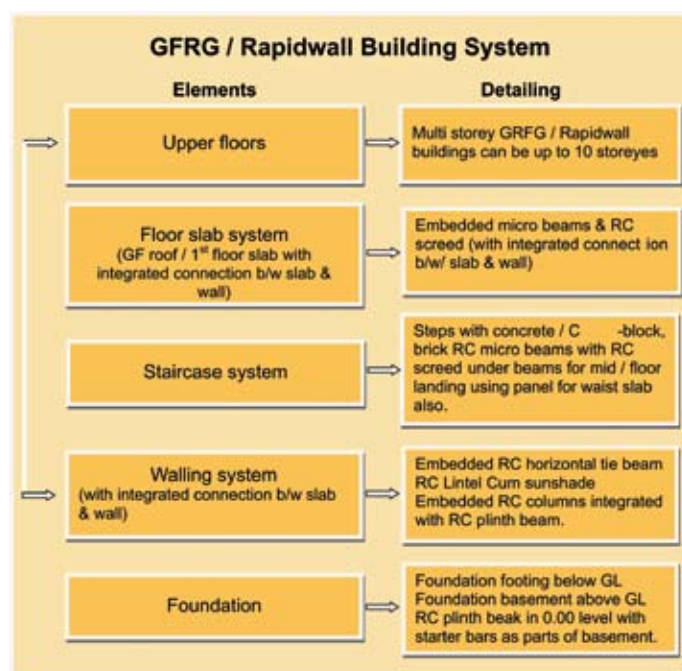 GFRG / Rapidwall Building System
Elements
Detailing
Upper floors
Multi storey GRFG / Rapidwall
buildings can be up to 10 storeyes
Floor slab system
(GF roof / 1st floor slab with
integrated connection b/w slab &
wall)
Embedded micro beams & RC
screed (with integrated connect ion
b/w/ slab & wall)
Staircase system
Steps with concrete / C -block,
brick RC micro beams with RC
screed under beams for mid / floor
landing using panel for waist slab
also.
Walling system
(with integrated connection b/w slab
& wall)
Embedded RC horizontal tie beam
RC Lintel Cum sunshade
Embedded RC columns integrated
with RC plinth beam.
Foundation
Foundation footing below GL
Foundation basement above GL
RC plinth beak in 0.00 level with
starter bars as parts of basement.